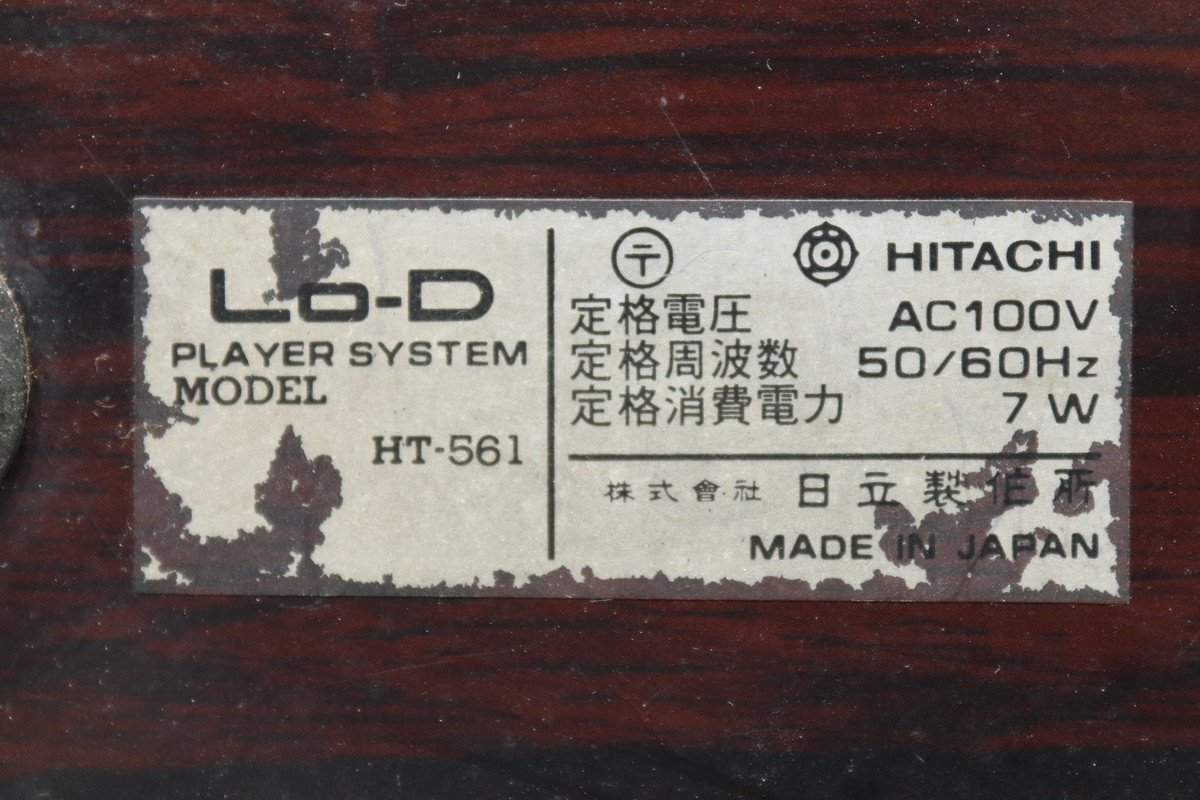 Lo-D
PLAYER SYSTEM
MODEL
HT-561
〒 HITACHI
定格電圧 AC100V
定格周波数 50/60Hz
定格消費電力 7W
株式會社 日立製作所
MADE IN JAPAN